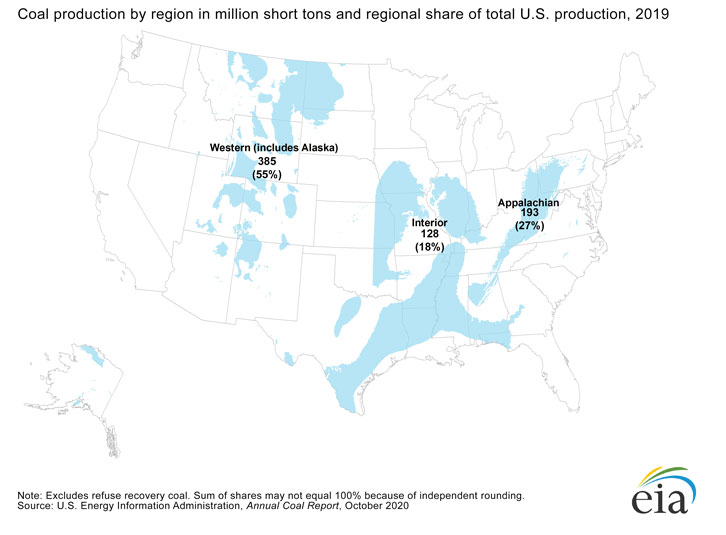 Coal production by region in million short tons and regional share of total U.S. production, 2019
Western (includes Alaska)
385
(55%)
Appalachian
193
(27%)
Interior
128
(18%)
Note: Excludes refuse recovery coal. Sum of shares may not equal 100% because of independent rounding.
Source: U.S. Energy Information Administration, Annual Coal Report, October 2020
eia